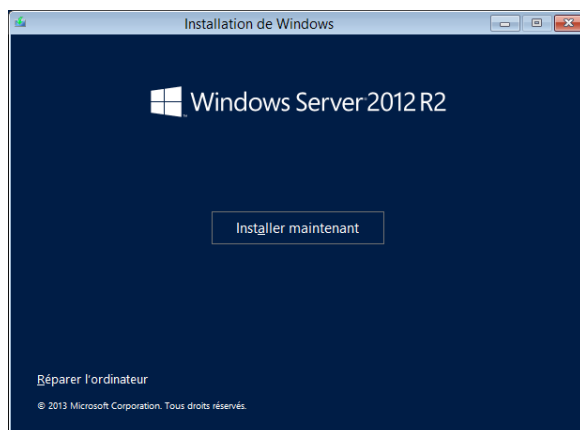 Installation de Windows
Windows Server 2012 R2
Installer maintenant
Réparer l'ordinateur
© 2013 Microsoft Corporation. Tous droits réservés.